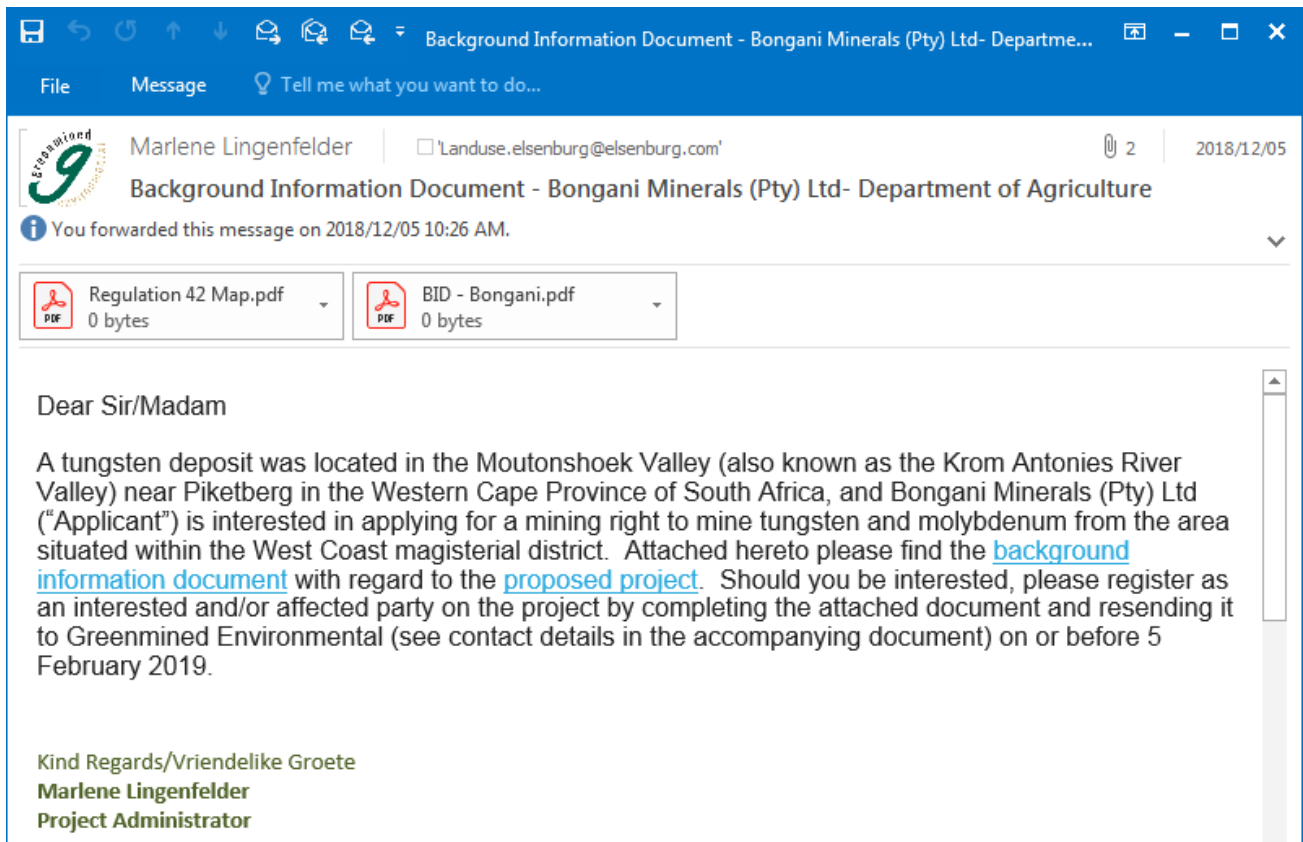 Background Information Document - Bongani Minerals (Pty) Ltd- Departme...
File Message Tell me what you want to do...
Greenmined
Marlene Lingenfelder 'Landuse.elsenburg@elsenburg.com' 2 2018/12/05
Background Information Document - Bongani Minerals (Pty) Ltd- Department of Agriculture
You forwarded this message on 2018/12/05 10:26 AM.
Regulation 42 Map.pdf BID - Bongani.pdf
PDF 0 bytes PDF 0 bytes
Dear Sir/Madam
A tungsten deposit was located in the Moutonshoek Valley (also known as the Krom Antonies River
Valley) near Piketberg in the Western Cape Province of South Africa, and Bongani Minerals (Pty) Ltd
(“Applicant”) is interested in applying for a mining right to mine tungsten and molybdenum from the area
situated within the West Coast magisterial district.  Attached hereto please find the background
information document with regard to the proposed project.  Should you be interested, please register as
an interested and/or affected party on the project by completing the attached document and resending it
to Greenmined Environmental (see contact details in the accompanying document) on or before 5
February 2019.
Kind Regards/Vriendelike Groete
Marlene Lingenfelder
Project Administrator